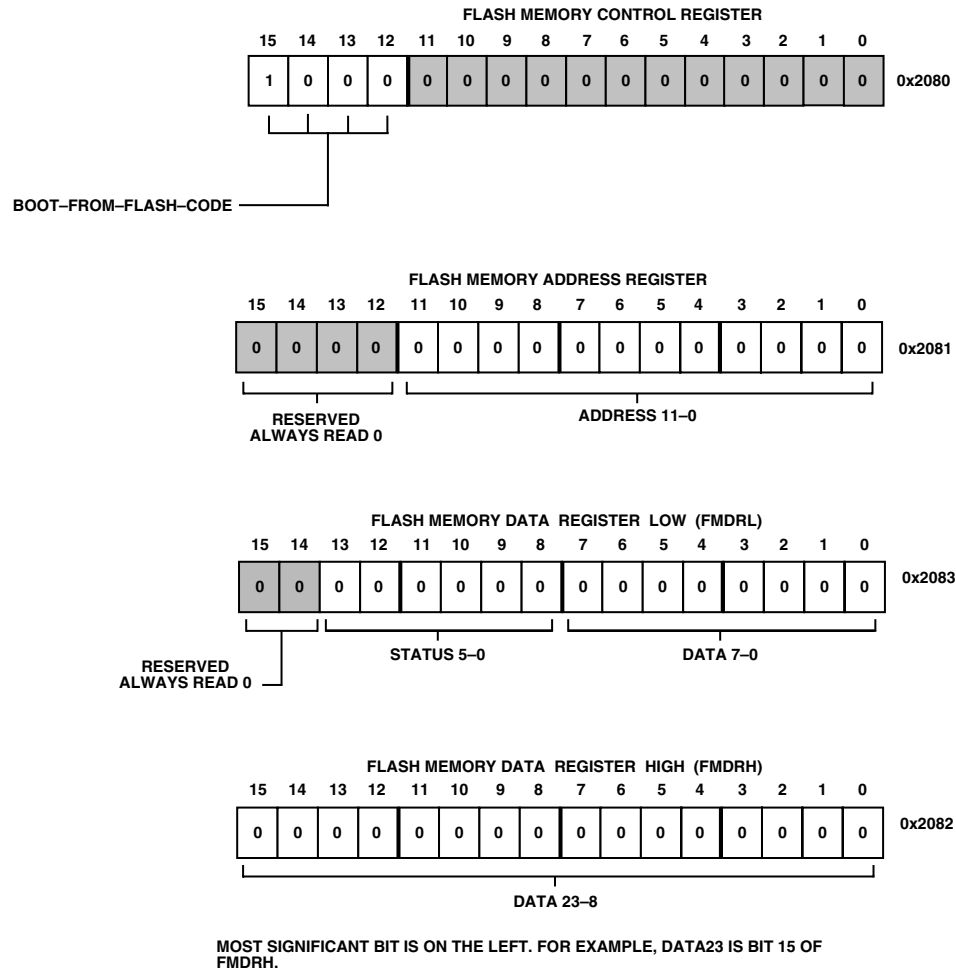 FLASH MEMORY CONTROL REGISTER
15 14 13 12 11 10 9 8 7 6 5 4 3 2 1 0
1 0 0 0 0 0 0 0 0 0 0 0 0 0 0 0 0x2080
BOOT–FROM–FLASH–CODE
FLASH MEMORY ADDRESS REGISTER
15 14 13 12 11 10 9 8 7 6 5 4 3 2 1 0
0 0 0 0 0 0 0 0 0 0 0 0 0 0 0 0 0x2081
RESERVED
ALWAYS READ 0
ADDRESS 11–0
FLASH MEMORY DATA REGISTER LOW (FMDRL)
15 14 13 12 11 10 9 8 7 6 5 4 3 2 1 0
0 0 0 0 0 0 0 0 0 0 0 0 0 0 0 0 0x2083
STATUS 5–0 DATA 7–0
RESERVED
ALWAYS READ 0
FLASH MEMORY DATA REGISTER HIGH (FMDRH)
15 14 13 12 11 10 9 8 7 6 5 4 3 2 1 0
0 0 0 0 0 0 0 0 0 0 0 0 0 0 0 0 0x2082
DATA 23–8
MOST SIGNIFICANT BIT IS ON THE LEFT. FOR EXAMPLE, DATA23 IS BIT 15 OF
FMDRH.